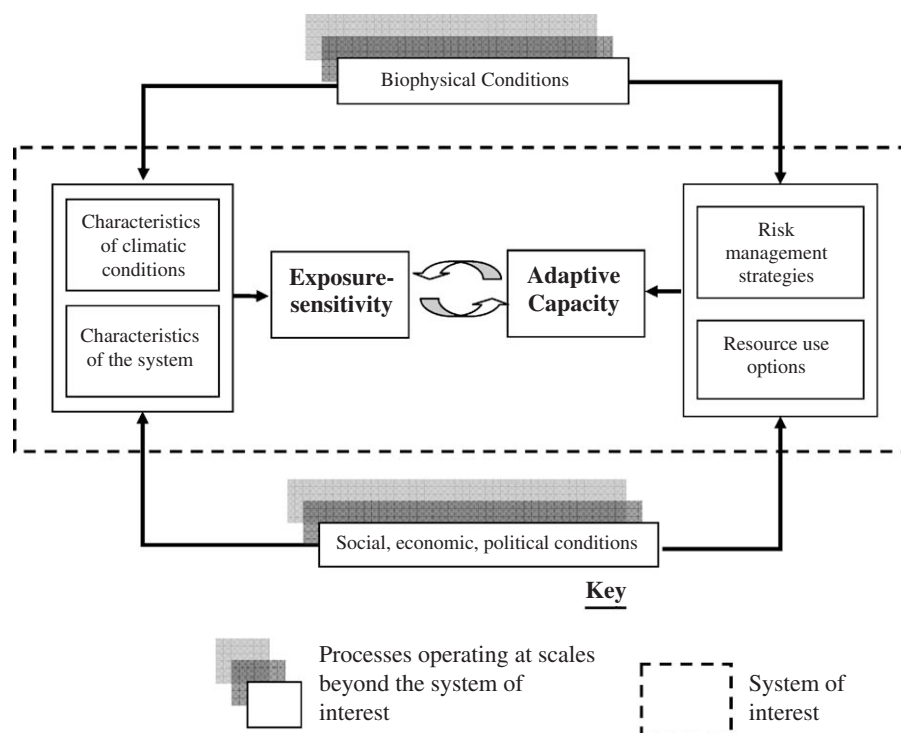 Biophysical Conditions
Characteristics
of climatic
conditions
Characteristics
of the system
Exposure-
sensitivity
Adaptive
Capacity
Risk
management
strategies
Resource use
options
Social, economic, political conditions
Key
Processes operating at scales
beyond the system of
interest
System of
interest